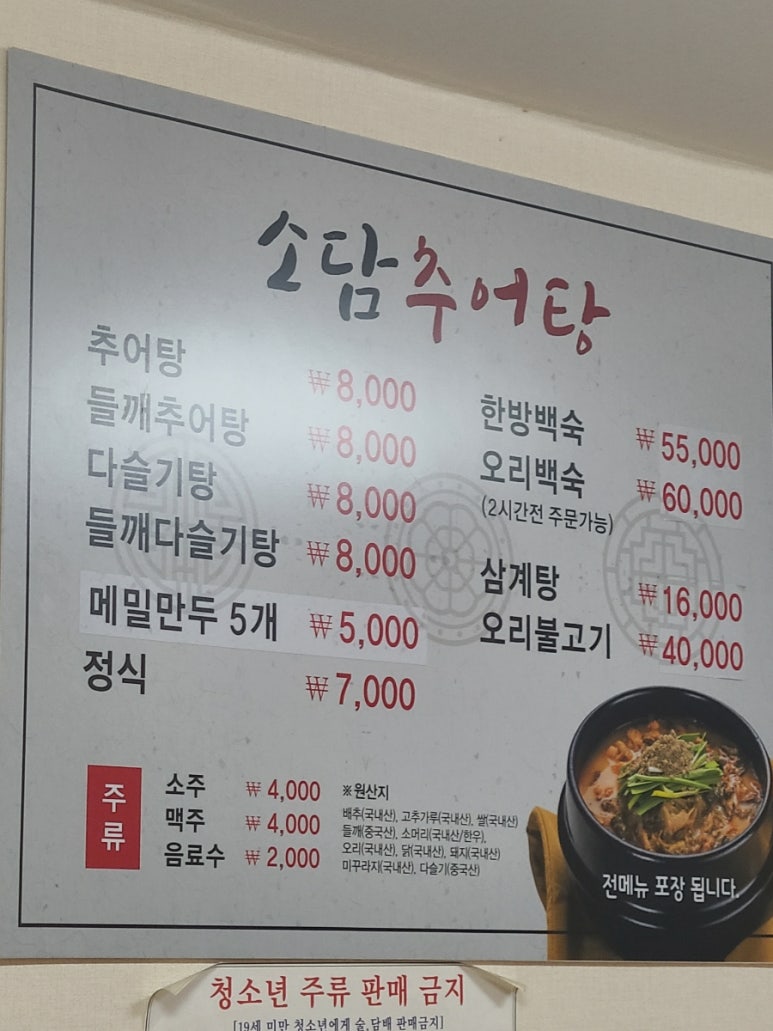 소담추어탕
추어탕 ₩8,000
들깨추어탕 ₩8,000
다슬기탕 ₩8,000
들깨다슬기탕 ₩8,000
메밀만두 5개 ₩5,000
정식 ₩7,000
한방백숙 ₩55,000
오리백숙 ₩60,000
(2시간전 주문가능)
삼계탕 ₩16,000
오리불고기 ₩40,000
주류
소주 ₩4,000
맥주 ₩4,000
음료수 ₩2,000
※원산지
배추(국내산), 고추가루(국내산), 쌀(국내산)
들깨(중국산), 소머리(국내산/한우),
오리(국내산), 닭(국내산), 돼지(국내산)
미꾸라지(국내산), 다슬기(중국산)
전메뉴 포장 됩니다.
청소년 주류 판매 금지
[19세 미만 청소년에게 술,담배 판매금지]